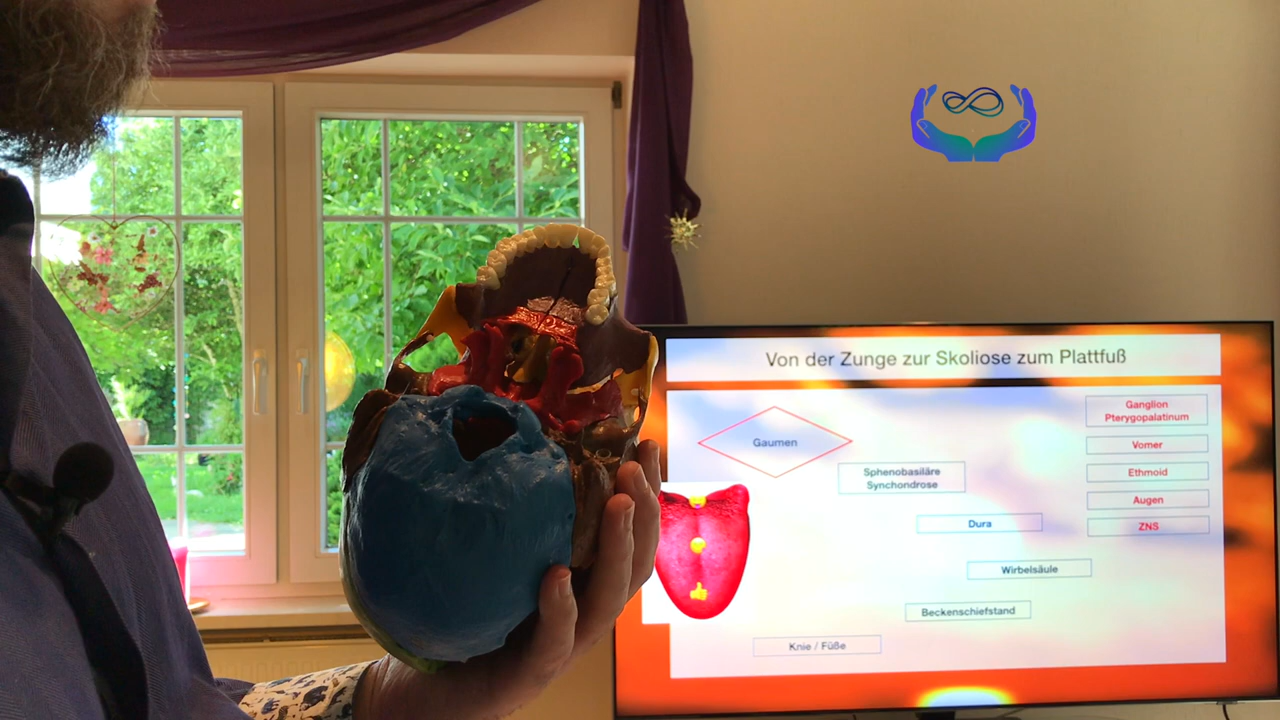 Von der Zunge zur Skoliose zum Plattfuß
Gaumen
Sphenobasiläre
Synchondrose
Dura
Wirbelsäule
Beckenschiefstand
Knie / Füße
Ganglion
Pterygopalatinum
Vomer
Ethmoid
Augen
ZNS